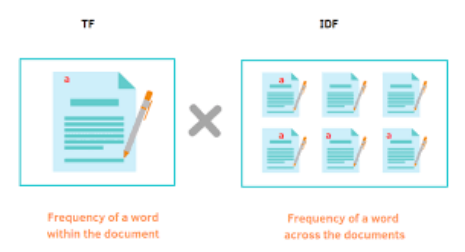 TF IDF
a
a
a a a
Frequency of a word
within the document
Frequency of a word
across the documents